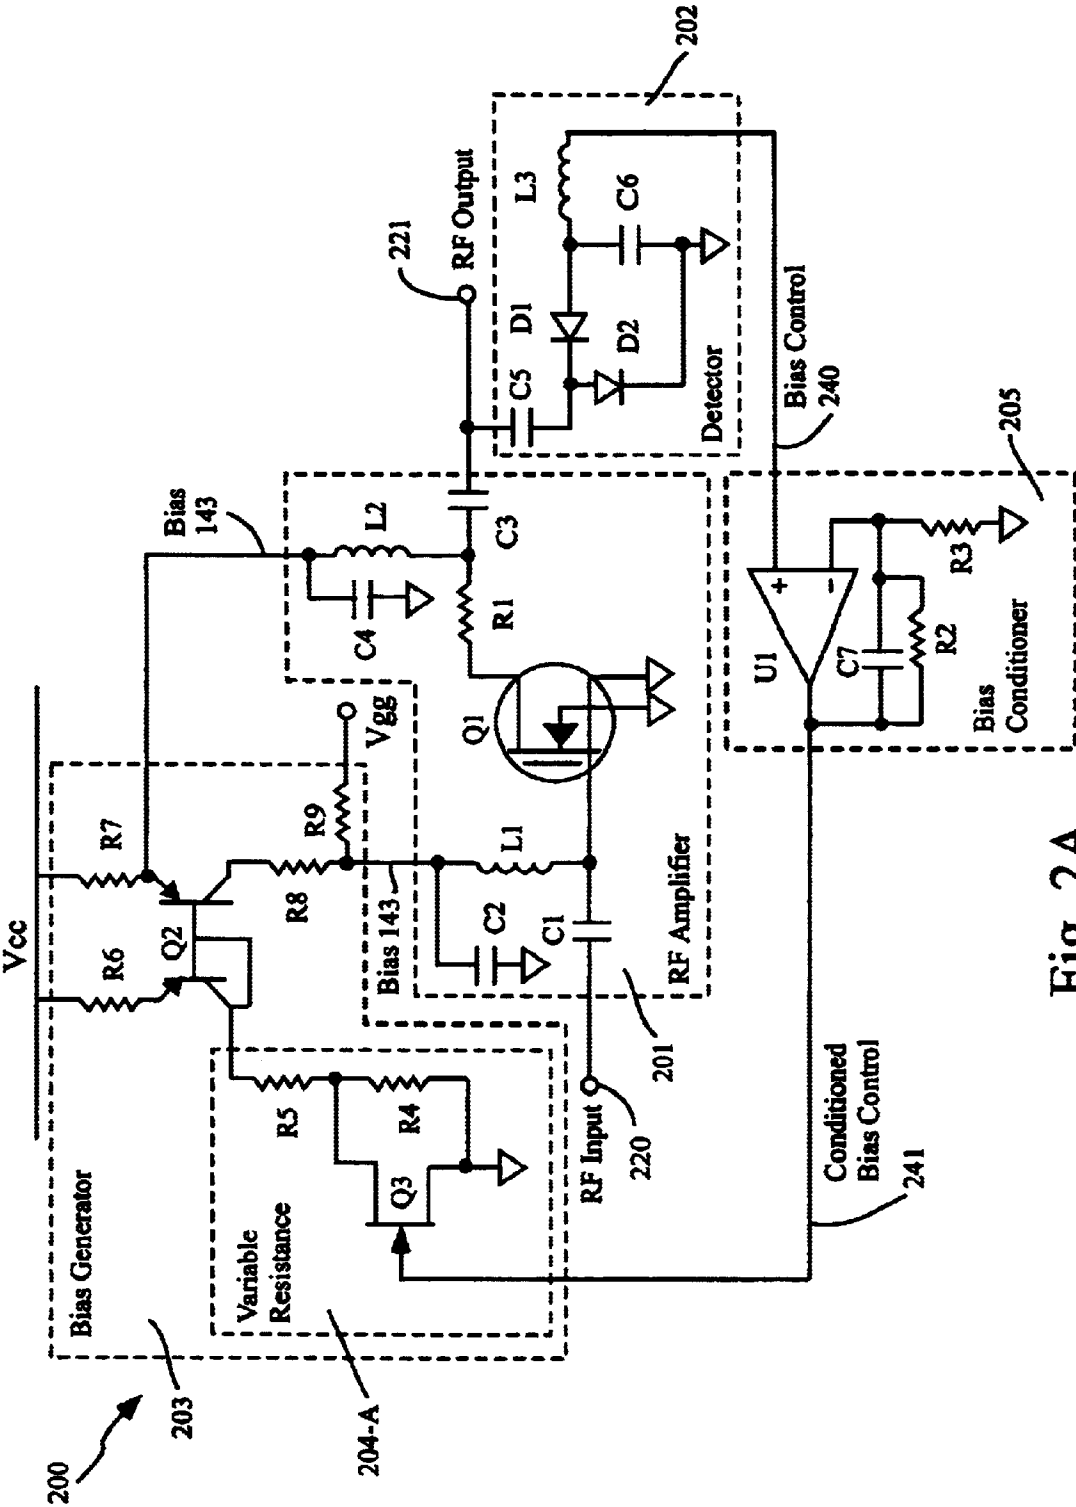 200
203
204-A
Bias Generator
Vcc
R6
R7
Q2
R8
R9
Vgg
Variable
Resistance
R5
R4
Q3
Bias 143
Bias
143
RF Input
220
201
RF Amplifier
C1
C2
L1
Q1
R1
C4
L2
C3
221
RF Output
202
Detector
C5
D1
D2
L3
C6
Bias Control
240
205
Bias
Conditioner
U1
+
−
C7
R2
R3
Conditioned
Bias Control
241
Fig. 2A